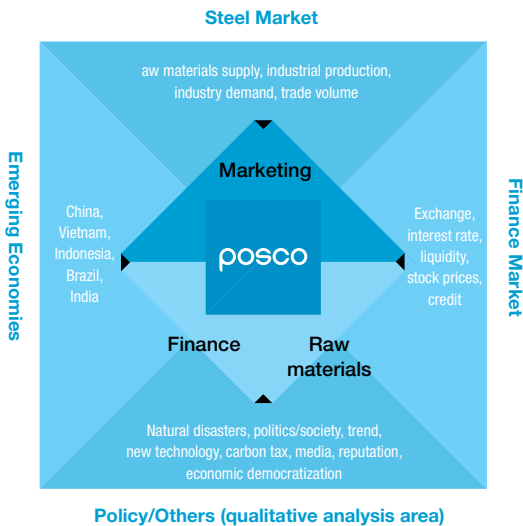 Steel Market
aw materials supply, industrial production,
industry demand, trade volume
Marketing
Emerging Economies
China,
Vietnam,
Indonesia,
Brazil,
India
posco
Exchange,
interest rate,
liquidity,
stock prices,
credit
Finance Market
Finance
Raw
materials
Natural disasters, politics/society, trend,
new technology, carbon tax, media, reputation,
economic democratization
Policy/Others (qualitative analysis area)